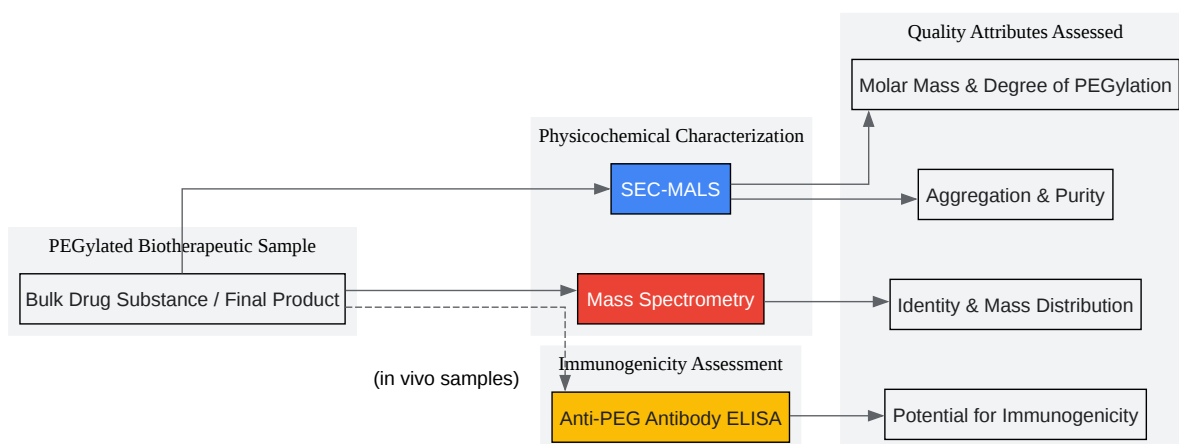 Quality Attributes Assessed
Molar Mass & Degree of PEGylation
Physicochemical Characterization
SEC-MALS
Aggregation & Purity
PEGylated Biotherapeutic Sample
Bulk Drug Substance / Final Product
Mass Spectrometry
Identity & Mass Distribution
Immunogenicity Assessment
(in vivo samples)
Anti-PEG Antibody ELISA
Potential for Immunogenicity